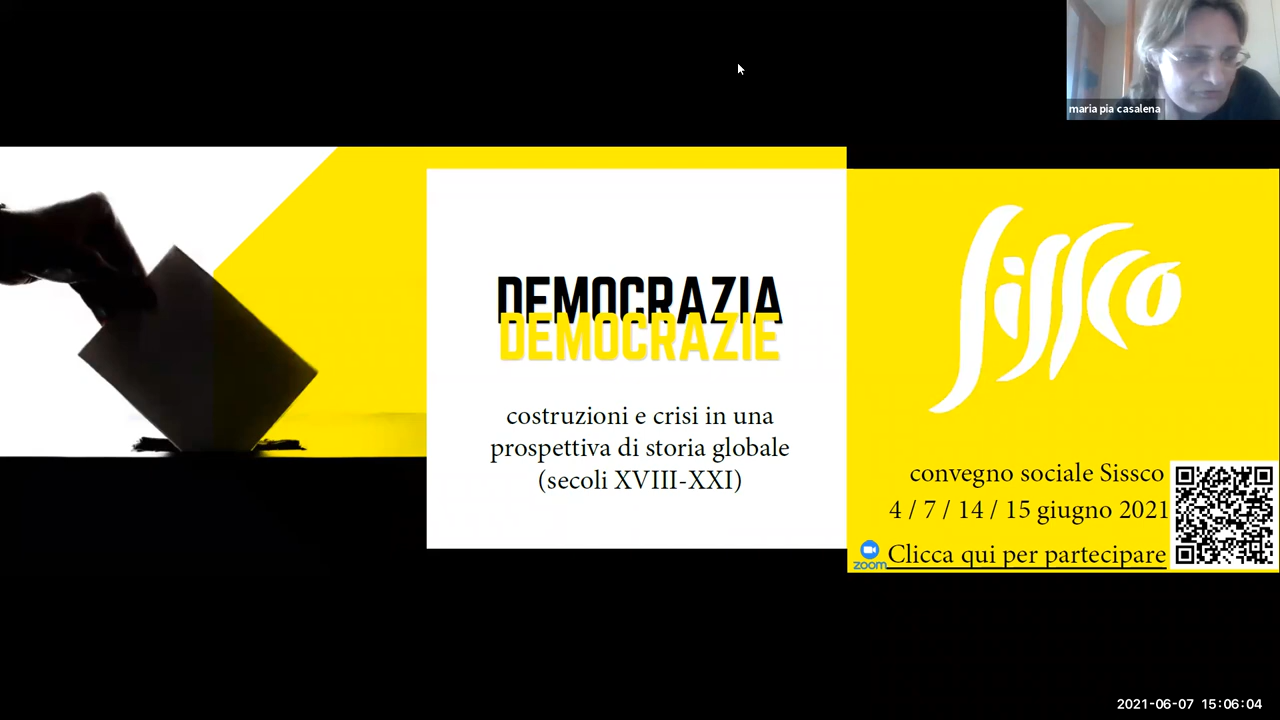 maria pia casalena
DEMOCRAZIA
DEMOCRAZIE
costruzioni e crisi in una
prospettiva di storia globale
(secoli XVIII-XXI)
sissco
convegno sociale Sissco
4 / 7 / 14 / 15 giugno 2021
zoom
Clicca qui per partecipare
2021-06-07 15:06:04